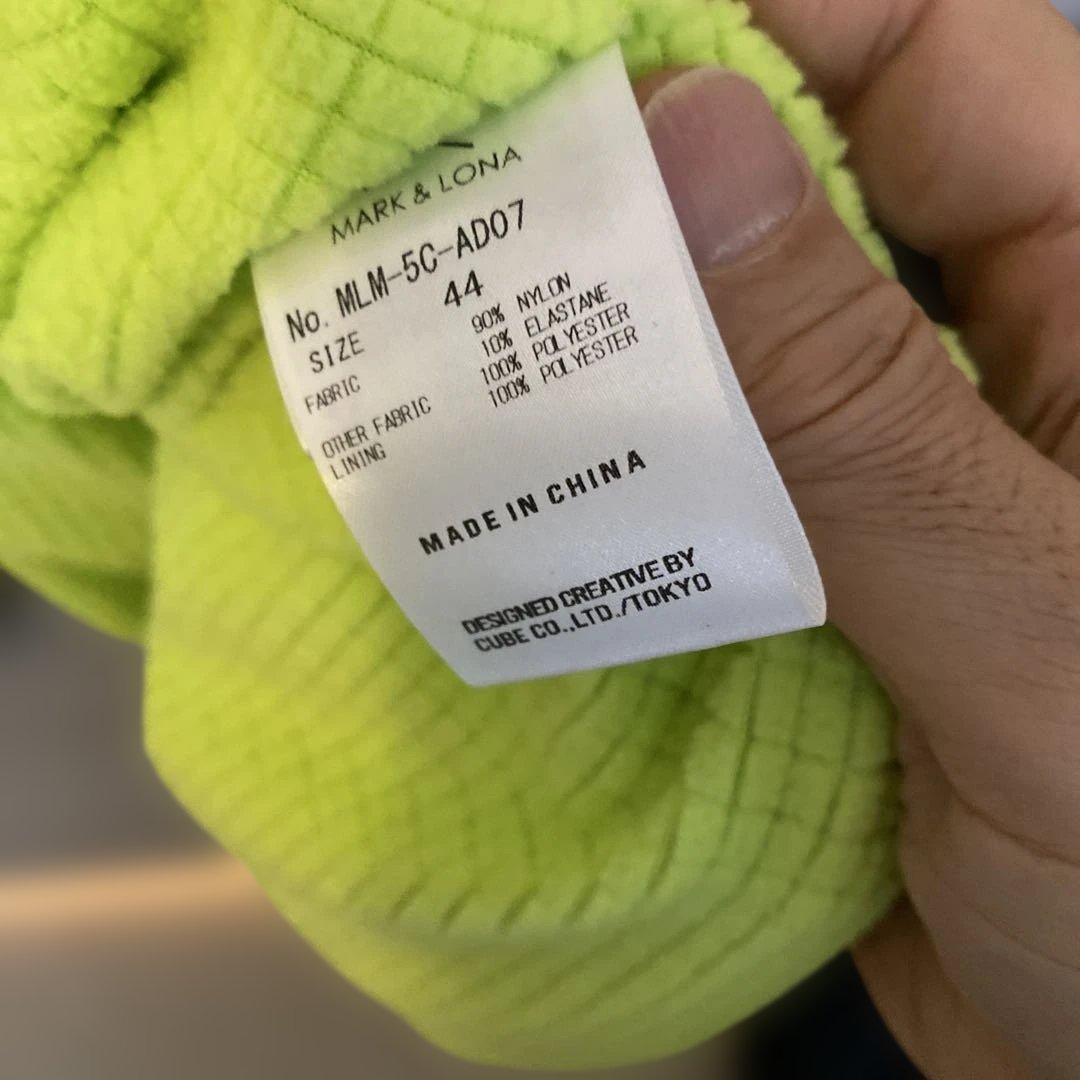 MARK & LONA
No. MLM-5C-AD07
SIZE 44
FABRIC 90% NYLON
10% ELASTANE
OTHER FABRIC 100% POLYESTER
LINING 100% POLYESTER
MADE IN CHINA
DESIGNED CREATIVE BY
CUBE CO.,LTD./TOKYO